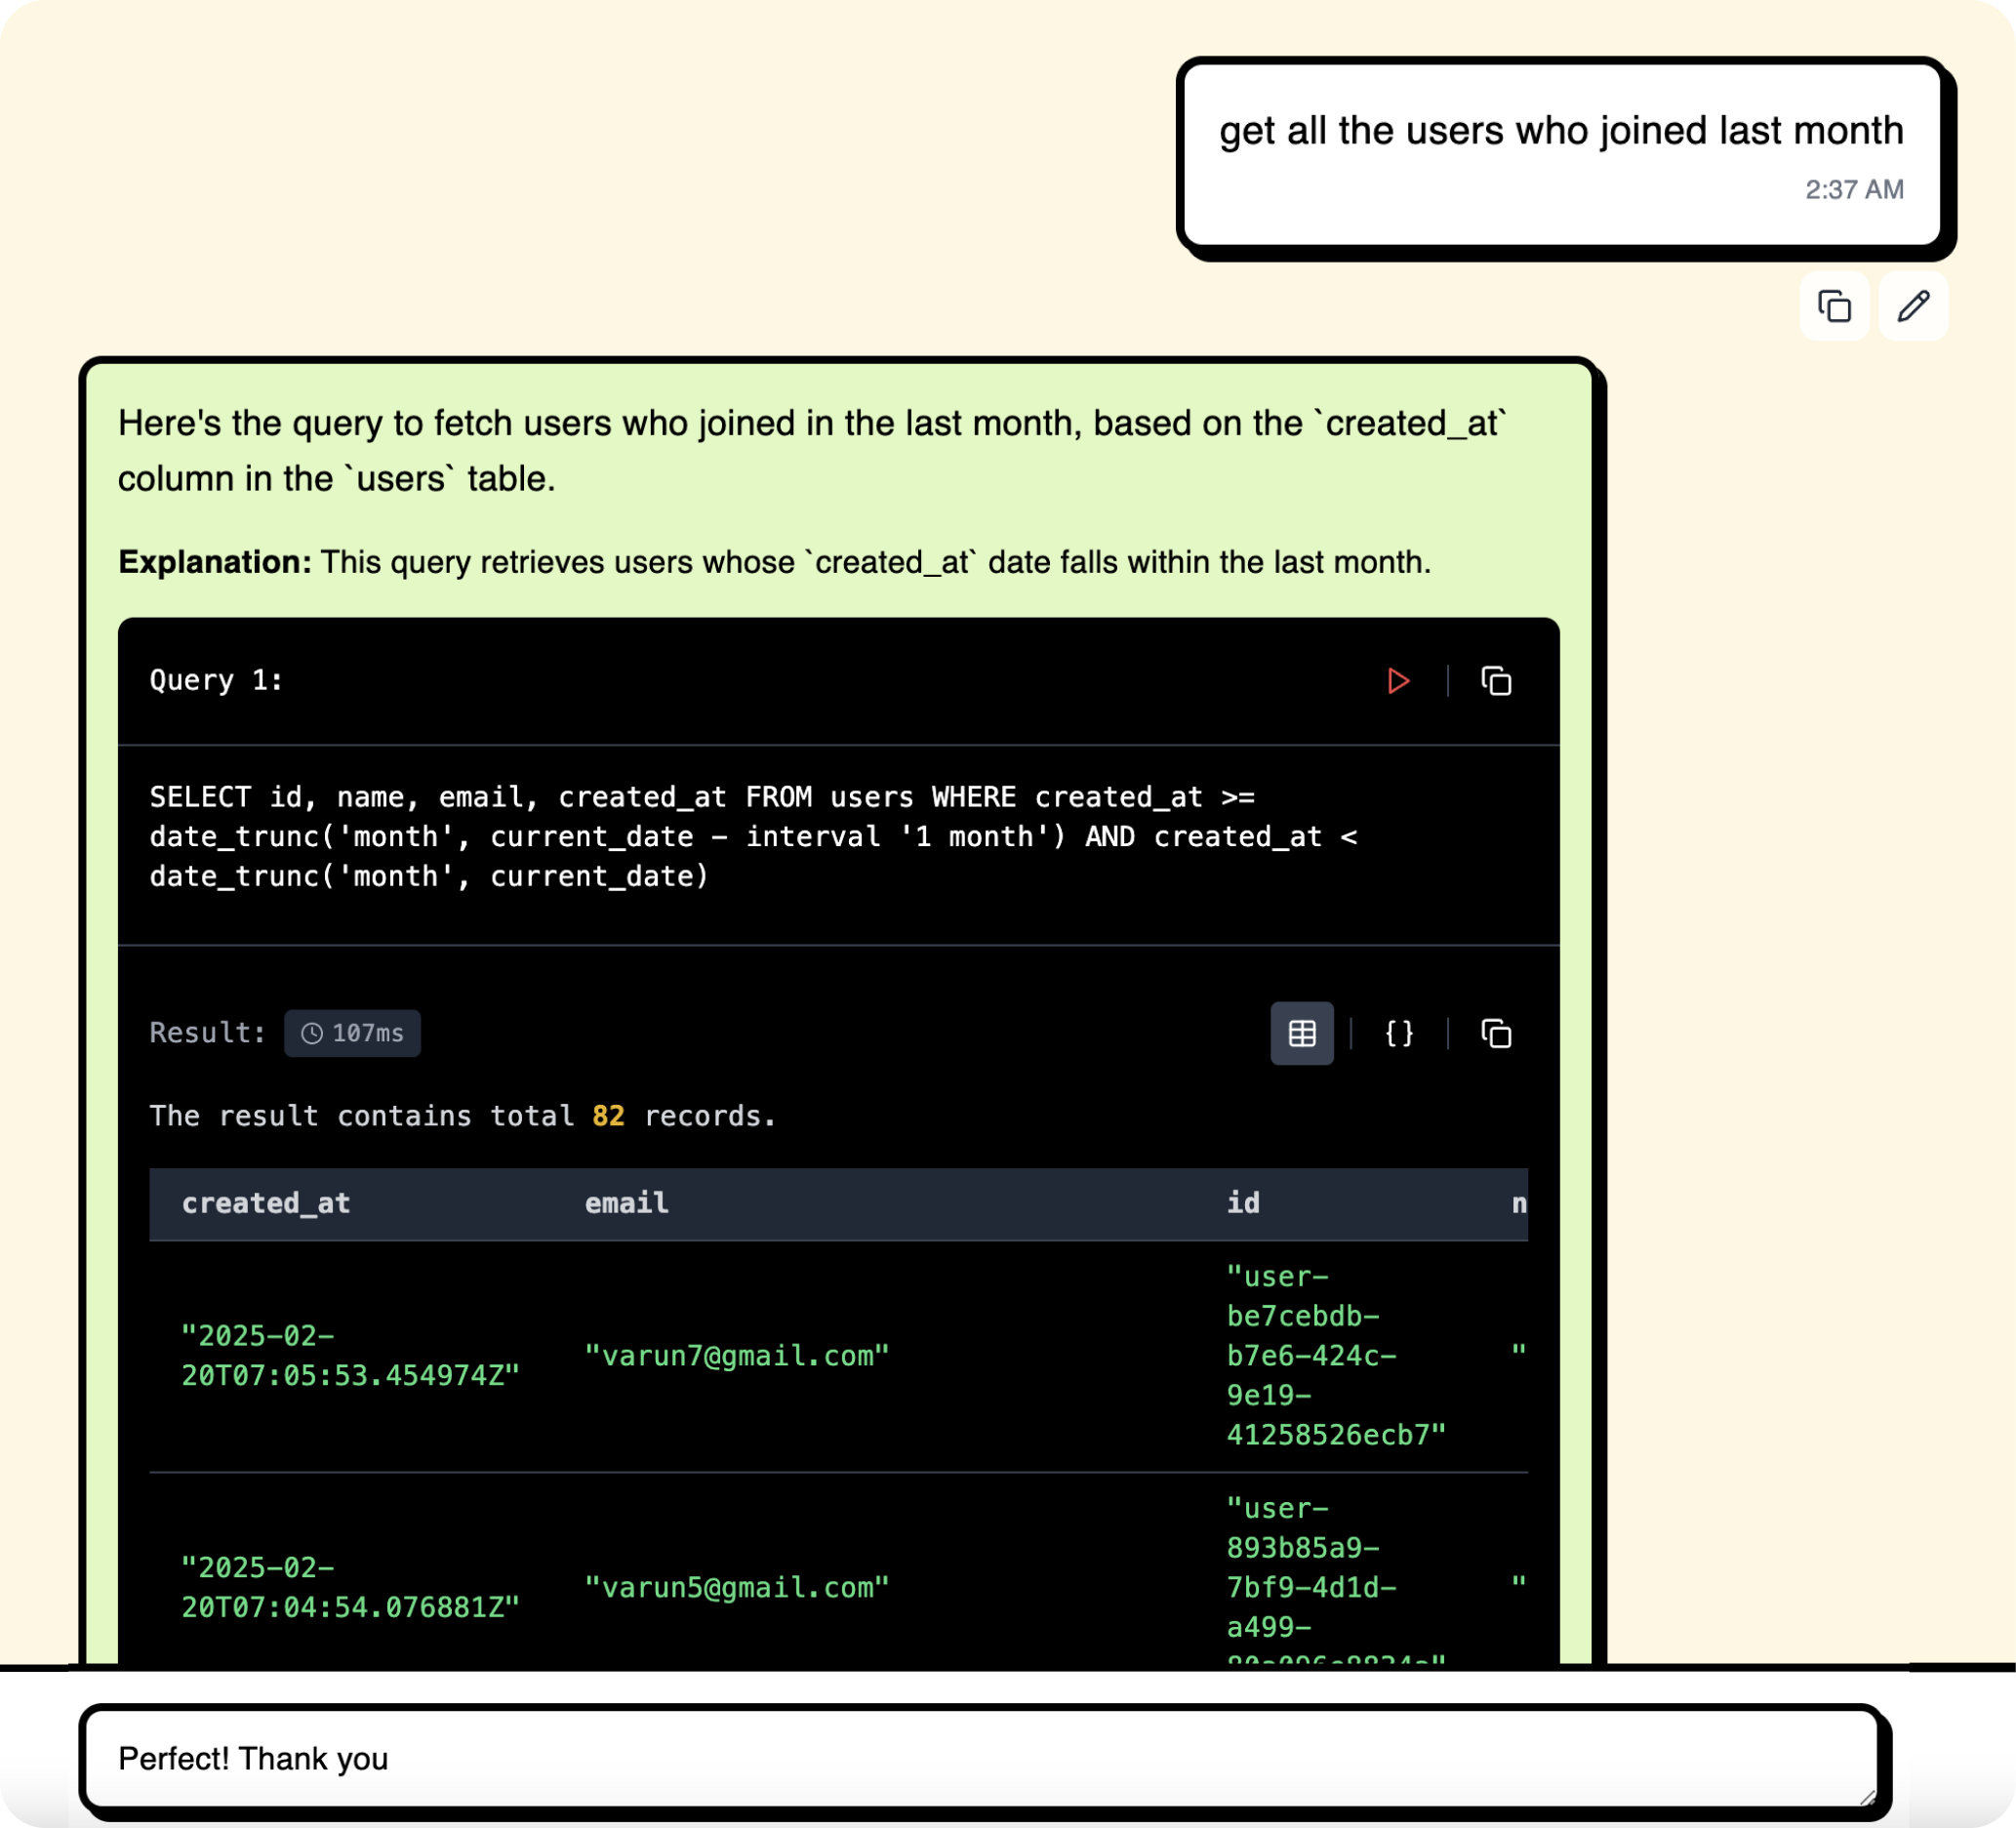 get all the users who joined last month
2:37 AM
Here's the query to fetch users who joined in the last month, based on the `created_at`
column in the `users` table.
Explanation: This query retrieves users whose `created_at` date falls within the last month.
Query 1:
SELECT id, name, email, created_at FROM users WHERE created_at >=
date_trunc('month', current_date - interval '1 month') AND created_at <
date_trunc('month', current_date)
Result: 107ms
{}
The result contains total 82 records.
created_at email id n
"2025-02-
20T07:05:53.454974Z"
"varun7@gmail.com"
"user-
be7cebdb-
b7e6-424c-
9e19-
41258526ecb7"
"
"2025-02-
20T07:04:54.076881Z"
"varun5@gmail.com"
"user-
893b85a9-
7bf9-4d1d-
a499-
"
Perfect! Thank you